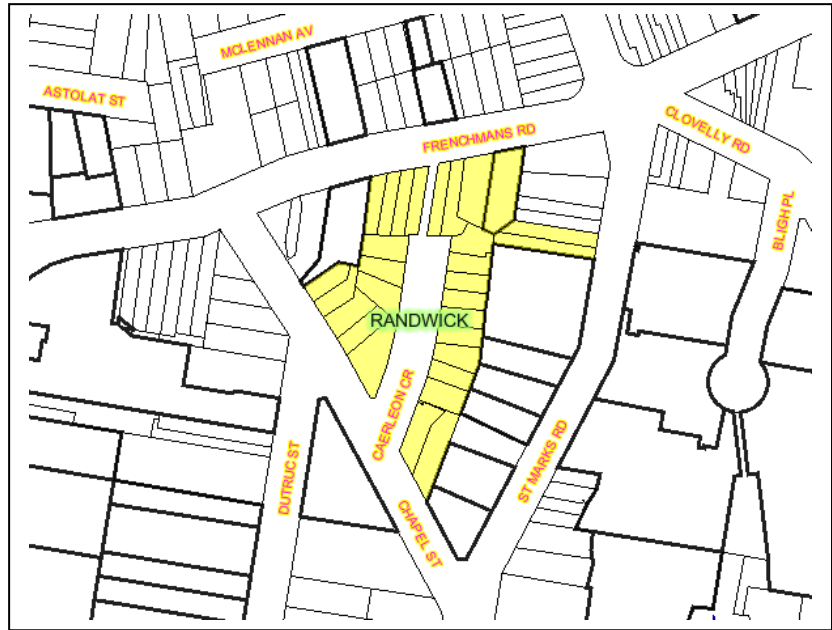 MCLENNAN AV
ASTOLAT ST
FRENCHMANS RD
CLOVELLY RD
BLIGH PL
RANDWICK
CAERLEON CR
ST MARKS RD
DUTRUC ST
CHAPEL ST